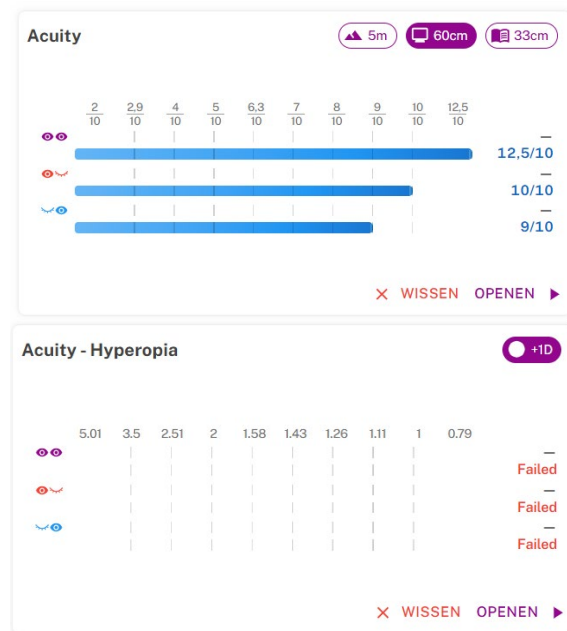 Acuity 5m 60cm 33cm
2/10 2,9/10 4/10 5/10 6,3/10 7/10 8/10 9/10 10/10 12,5/10
–
12,5/10
–
10/10
–
9/10
× WISSEN OPENEN
Acuity - Hyperopia +1D
5.01 3.5 2.51 2 1.58 1.43 1.26 1.11 1 0.79
–
Failed
–
Failed
–
Failed
× WISSEN OPENEN